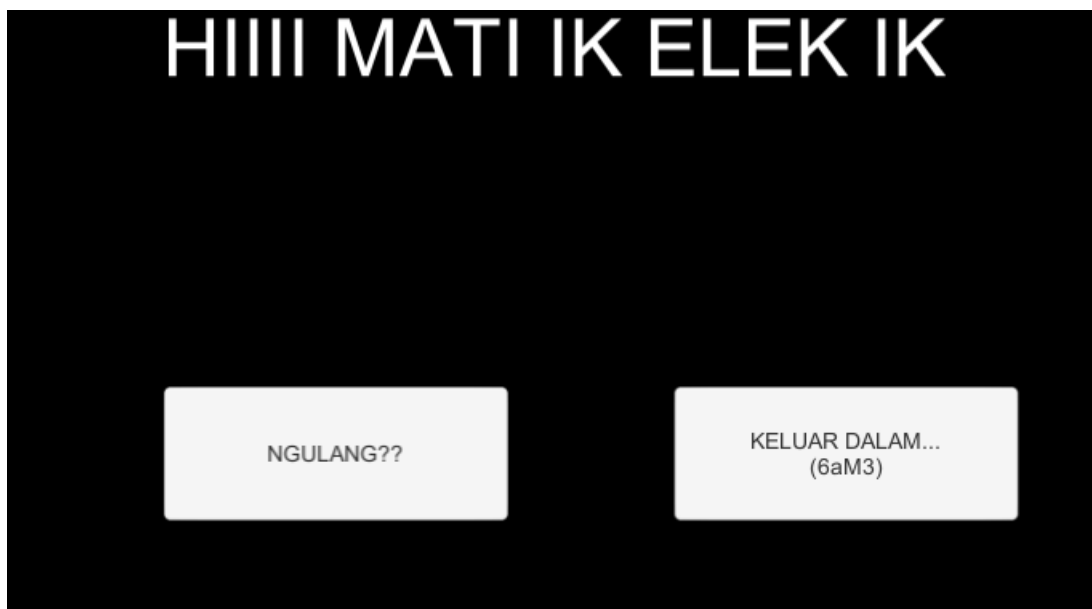 HIIII MATI IK ELEK IK
NGULANG??
KELUAR DALAM...
(6aM3)